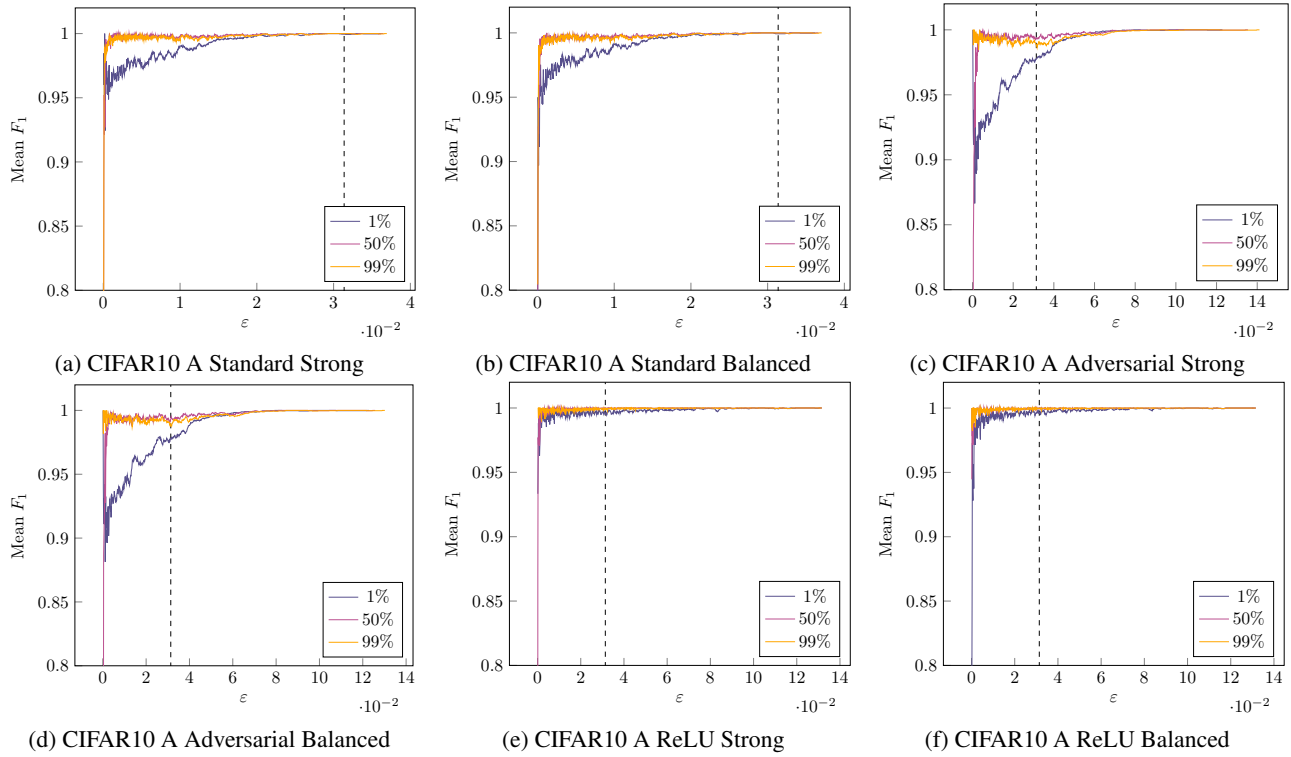 1
0.95
0.9
0.85
0.8
Mean F₁
0 1 2 3 4
ε
·10⁻²
1%
50%
99%
(a) CIFAR10 A Standard Strong
1
0.95
0.9
0.85
0.8
Mean F₁
0 1 2 3 4
ε
·10⁻²
1%
50%
99%
(b) CIFAR10 A Standard Balanced
1
0.95
0.9
0.85
0.8
Mean F₁
0 2 4 6 8 10 12 14
ε
·10⁻²
1%
50%
99%
(c) CIFAR10 A Adversarial Strong
1
0.95
0.9
0.85
0.8
Mean F₁
0 2 4 6 8 10 12 14
ε
·10⁻²
1%
50%
99%
(d) CIFAR10 A Adversarial Balanced
1
0.95
0.9
0.85
0.8
Mean F₁
0 2 4 6 8 10 12 14
ε
·10⁻²
1%
50%
99%
(e) CIFAR10 A ReLU Strong
1
0.95
0.9
0.85
0.8
Mean F₁
0 2 4 6 8 10 12 14
ε
·10⁻²
1%
50%
99%
(f) CIFAR10 A ReLU Balanced